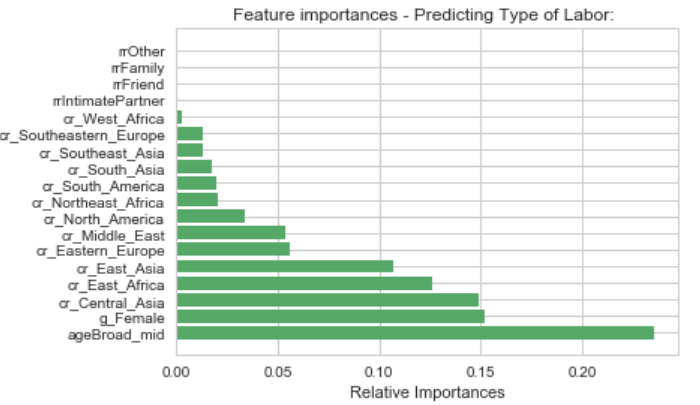 Feature importances - Predicting Type of Labor:
rrOther
rrFamily
rrFriend
rrIntimatePartner
cr_West_Africa
cr_Southeastern_Europe
cr_Southeast_Asia
cr_South_Asia
cr_South_America
cr_Northeast_Africa
cr_North_America
cr_Middle_East
cr_Eastern_Europe
cr_East_Asia
cr_East_Africa
cr_Central_Asia
g_Female
ageBroad_mid
0.00 0.05 0.10 0.15 0.20
Relative Importances